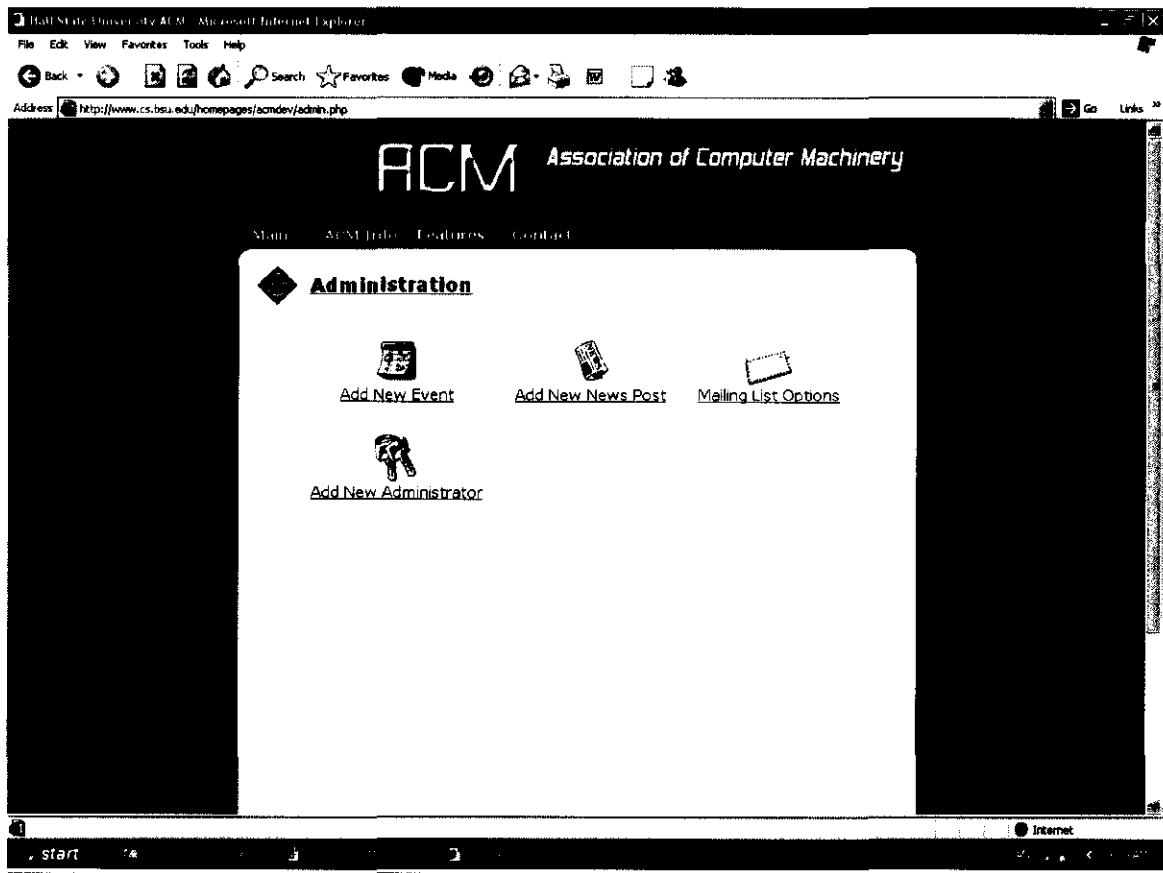 Ball State University ACM - Microsoft Internet Explorer
File Edit View Favorites Tools Help
Back Search Favorites Media
Address http://www.cs.bsu.edu/homepages/acmdev/admin.php Go Links »
ACM Association of Computer Machinery
Main ACM Info Features Contact
Administration
Add New Event Add New News Post Mailing List Options
Add New Administrator
Internet
start